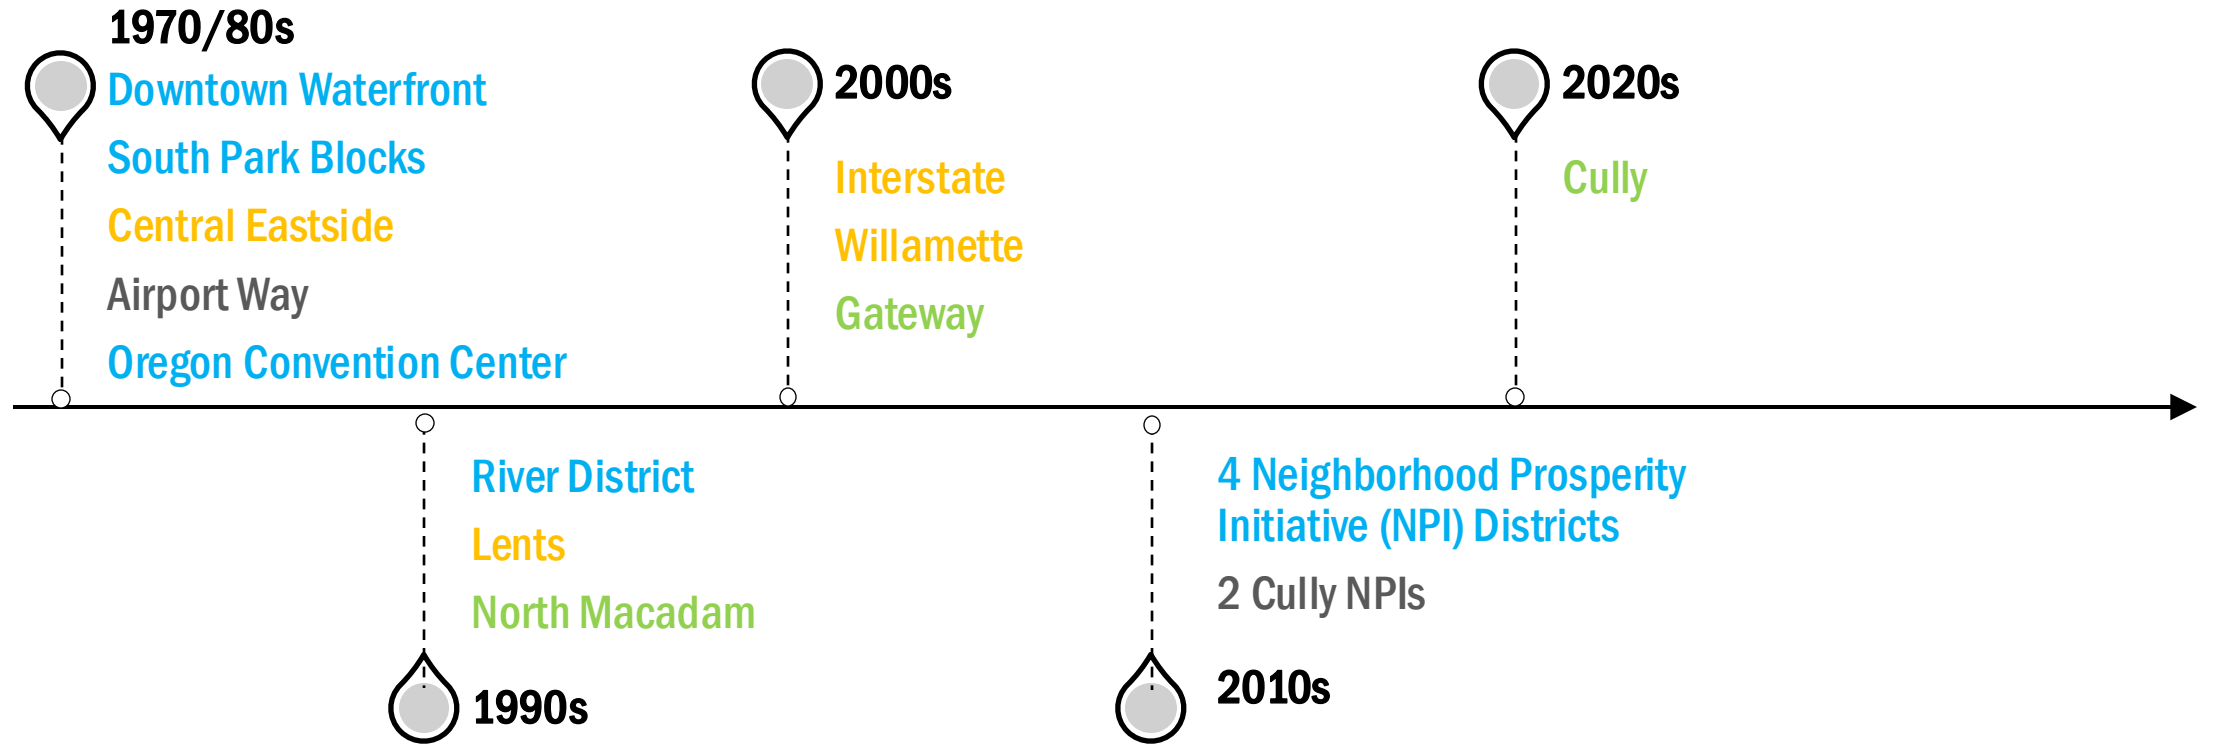 1970/80s
Downtown Waterfront
South Park Blocks
Central Eastside
Airport Way
Oregon Convention Center
River District
Lents
North Macadam
1990s
2000s
Interstate
Willamette
Gateway
4 Neighborhood Prosperity
Initiative (NPI) Districts
2 Cully NPIs
2010s
2020s
Cully